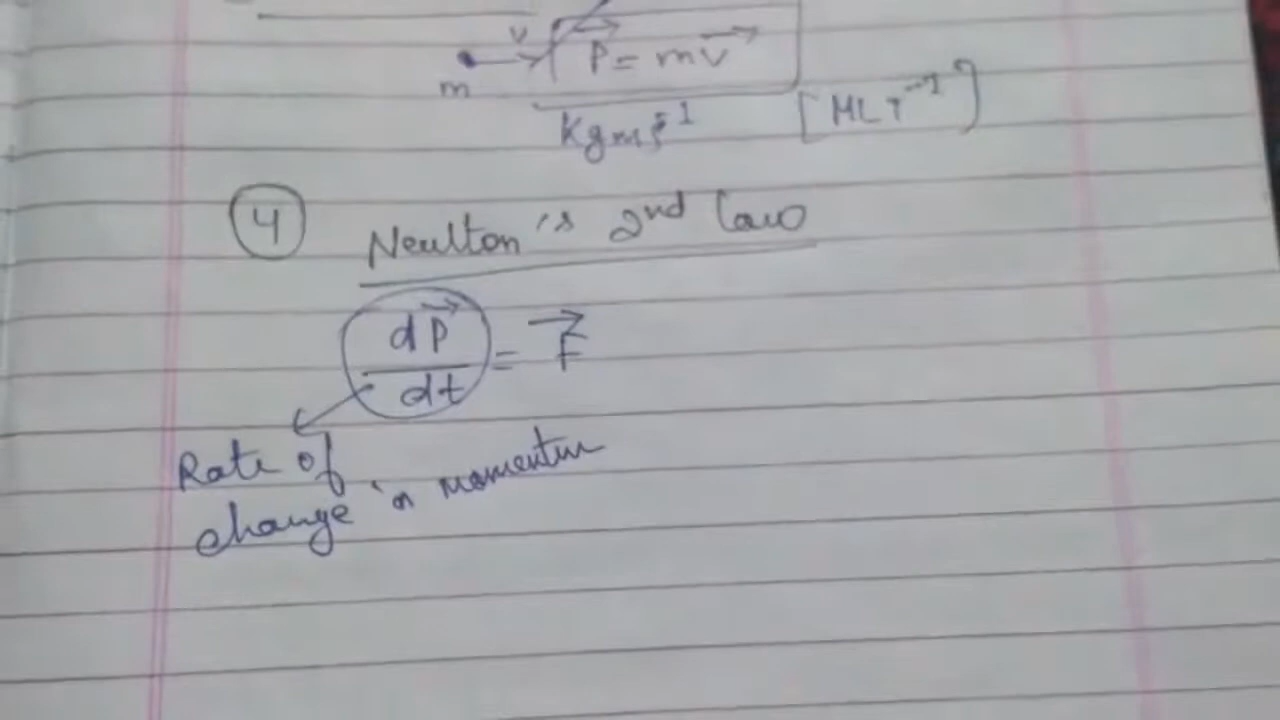 v
m
P⃗ = mv⃗
Kgms⁻¹ [MLT⁻¹]
4 Newton's 2nd law
dP⃗/dt = F⃗
Rate of
change in momentum